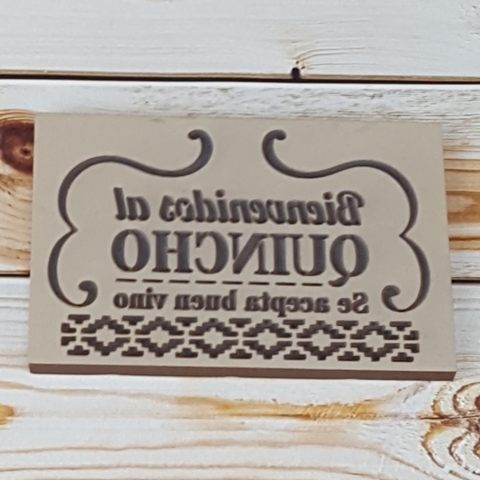 Bienvenidos al
QUINCHO
Se acepta buen vino